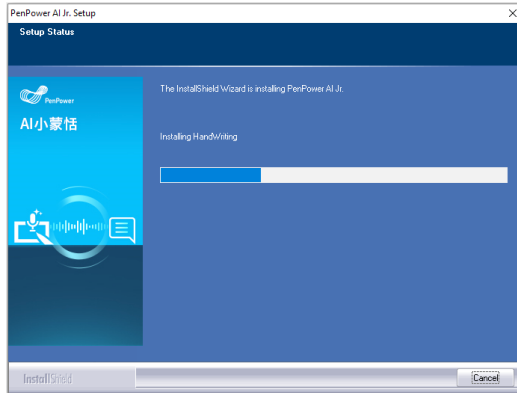 PenPower AI Jr. Setup
Setup Status
PenPower
AI小蒙恬
The InstallShield Wizard is installing PenPower AI Jr.
Installing HandWriting
InstallShield
Cancel